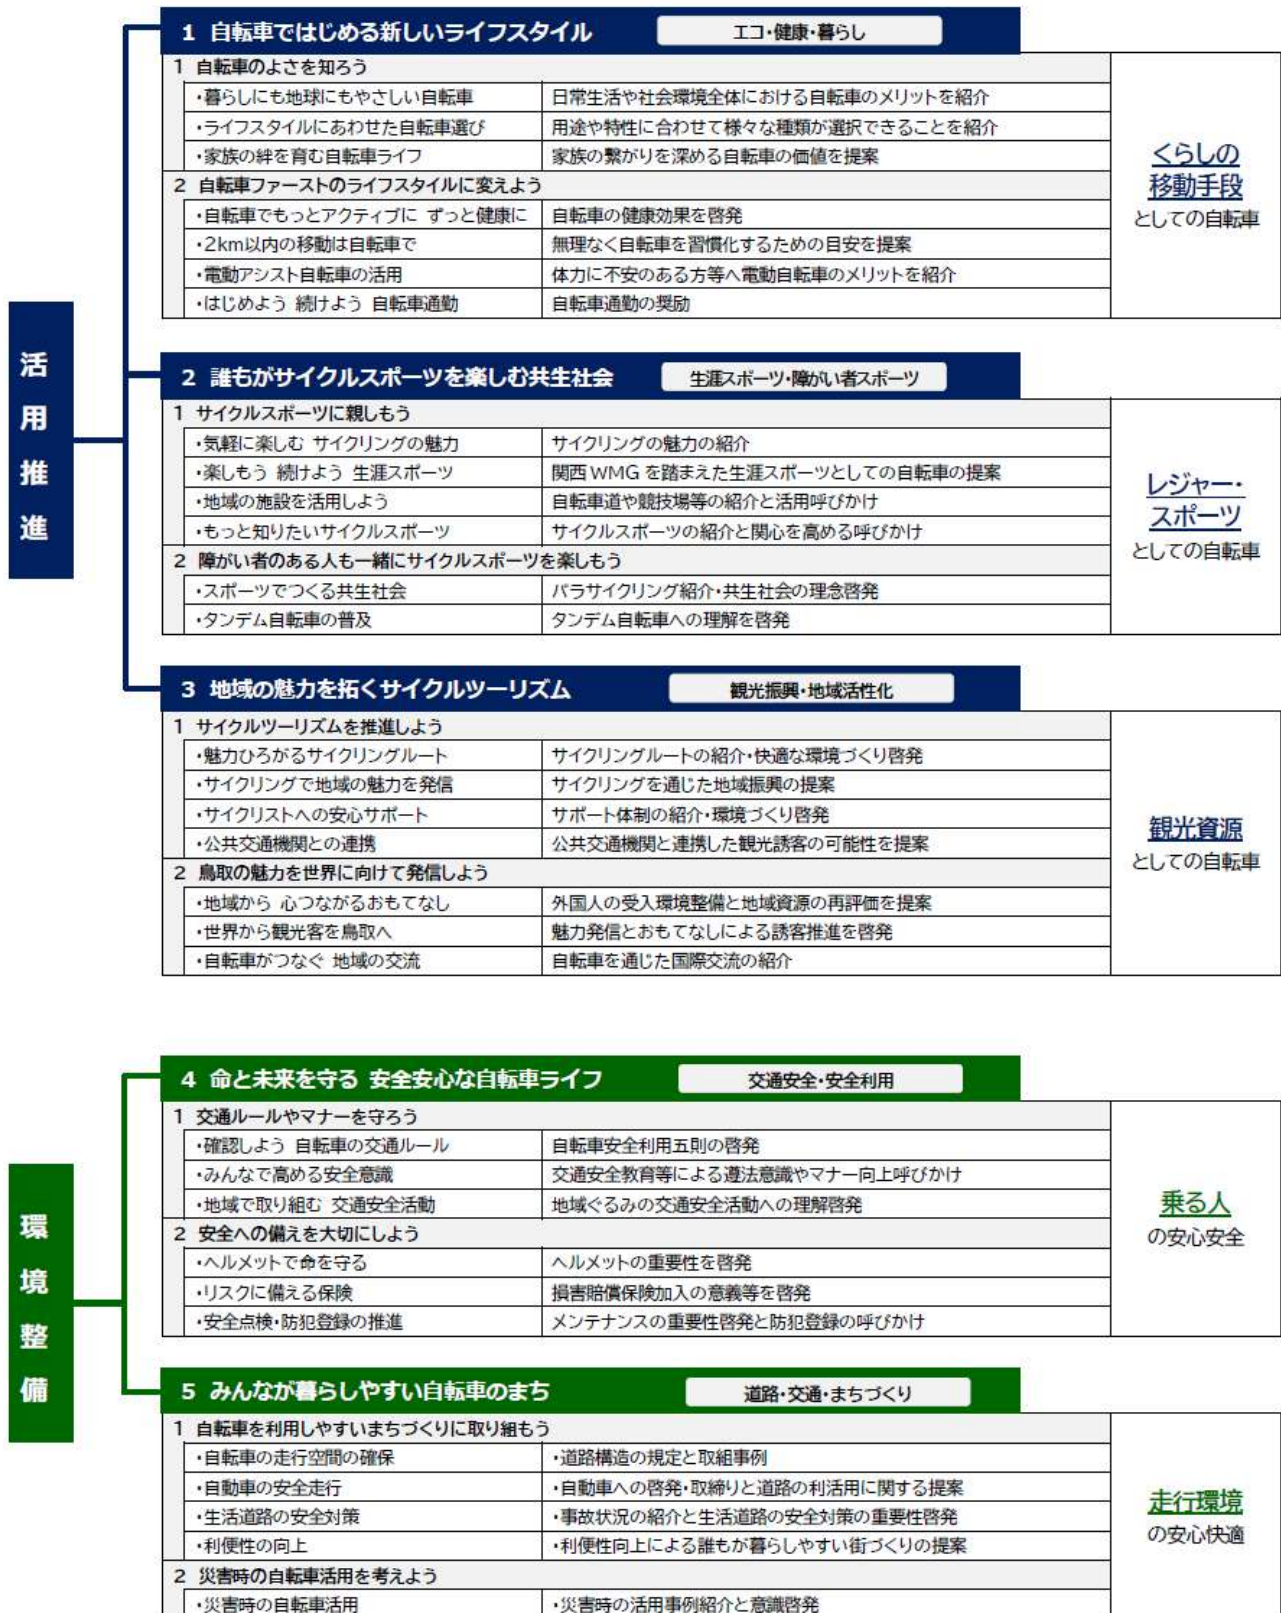 活用推進
1 自転車ではじめる新しいライフスタイル エコ・健康・暮らし
1 自転車のよさを知ろう
・暮らしにも地球にもやさしい自転車 日常生活や社会環境全体における自転車のメリットを紹介
・ライフスタイルにあわせた自転車選び 用途や特性に合わせて様々な種類が選択できることを紹介
・家族の絆を育む自転車ライフ 家族の繋がりを深める自転車の価値を提案
2 自転車ファーストのライフスタイルに変えよう
・自転車でもっとアクティブに ずっと健康に 自転車の健康効果を啓発
・2km以内の移動は自転車で 無理なく自転車を習慣化するための目安を提案
・電動アシスト自転車の活用 体力に不安のある方等へ電動自転車のメリットを紹介
・はじめよう 続けよう 自転車通勤 自転車通勤の奨励
くらしの
移動手段
としての自転車
2 誰もがサイクルスポーツを楽しむ共生社会 生涯スポーツ・障がい者スポーツ
1 サイクルスポーツに親しもう
・気軽に楽しむ サイクリングの魅力 サイクリングの魅力の紹介
・楽しもう 続けよう 生涯スポーツ 関西WMGを踏まえた生涯スポーツとしての自転車の提案
・地域の施設を活用しよう 自転車道や競技場等の紹介と活用呼びかけ
・もっと知りたいサイクルスポーツ サイクルスポーツの紹介と関心を高める呼びかけ
2 障がい者のある人も一緒にサイクルスポーツを楽しもう
・スポーツでつくる共生社会 パラサイクリング紹介・共生社会の理念啓発
・タンデム自転車の普及 タンデム自転車への理解を啓発
レジャー・
スポーツ
としての自転車
3 地域の魅力を拓くサイクルツーリズム 観光振興・地域活性化
1 サイクルツーリズムを推進しよう
・魅力ひろがるサイクリングルート サイクリングルートの紹介・快適な環境づくり啓発
・サイクリングで地域の魅力を発信 サイクリングを通じた地域振興の提案
・サイクリストへの安心サポート サポート体制の紹介・環境づくり啓発
・公共交通機関との連携 公共交通機関と連携した観光誘客の可能性を提案
2 鳥取の魅力を世界に向けて発信しよう
・地域から 心つながるおもてなし 外国人の受入環境整備と地域資源の再評価を提案
・世界から観光客を鳥取へ 魅力発信とおもてなしによる誘客推進を啓発
・自転車がつなぐ 地域の交流 自転車を通じた国際交流の紹介
観光資源
としての自転車
環境整備
4 命と未来を守る 安全安心な自転車ライフ 交通安全・安全利用
1 交通ルールやマナーを守ろう
・確認しよう 自転車の交通ルール 自転車安全利用五則の啓発
・みんなで高める安全意識 交通安全教育等による遵法意識やマナー向上呼びかけ
・地域で取り組む 交通安全活動 地域ぐるみの交通安全活動への理解啓発
2 安全への備えを大切にしよう
・ヘルメットで命を守る ヘルメットの重要性を啓発
・リスクに備える保険 損害賠償保険加入の意義等を啓発
・安全点検・防犯登録の推進 メンテナンスの重要性啓発と防犯登録の呼びかけ
乗る人
の安心安全
5 みんなが暮らしやすい自転車のまち 道路・交通・まちづくり
1 自転車を利用しやすいまちづくりに取り組もう
・自転車の走行空間の確保 ・道路構造の規定と取組事例
・自動車の安全走行 ・自動車への啓発・取締りと道路の利活用に関する提案
・生活道路の安全対策 ・事故状況の紹介と生活道路の安全対策の重要性啓発
・利便性の向上 ・利便性向上による誰もが暮らしやすい街づくりの提案
2 災害時の自転車活用を考えよう
・災害時の自転車活用 ・災害時の活用事例紹介と意識啓発
走行環境
の安心快適